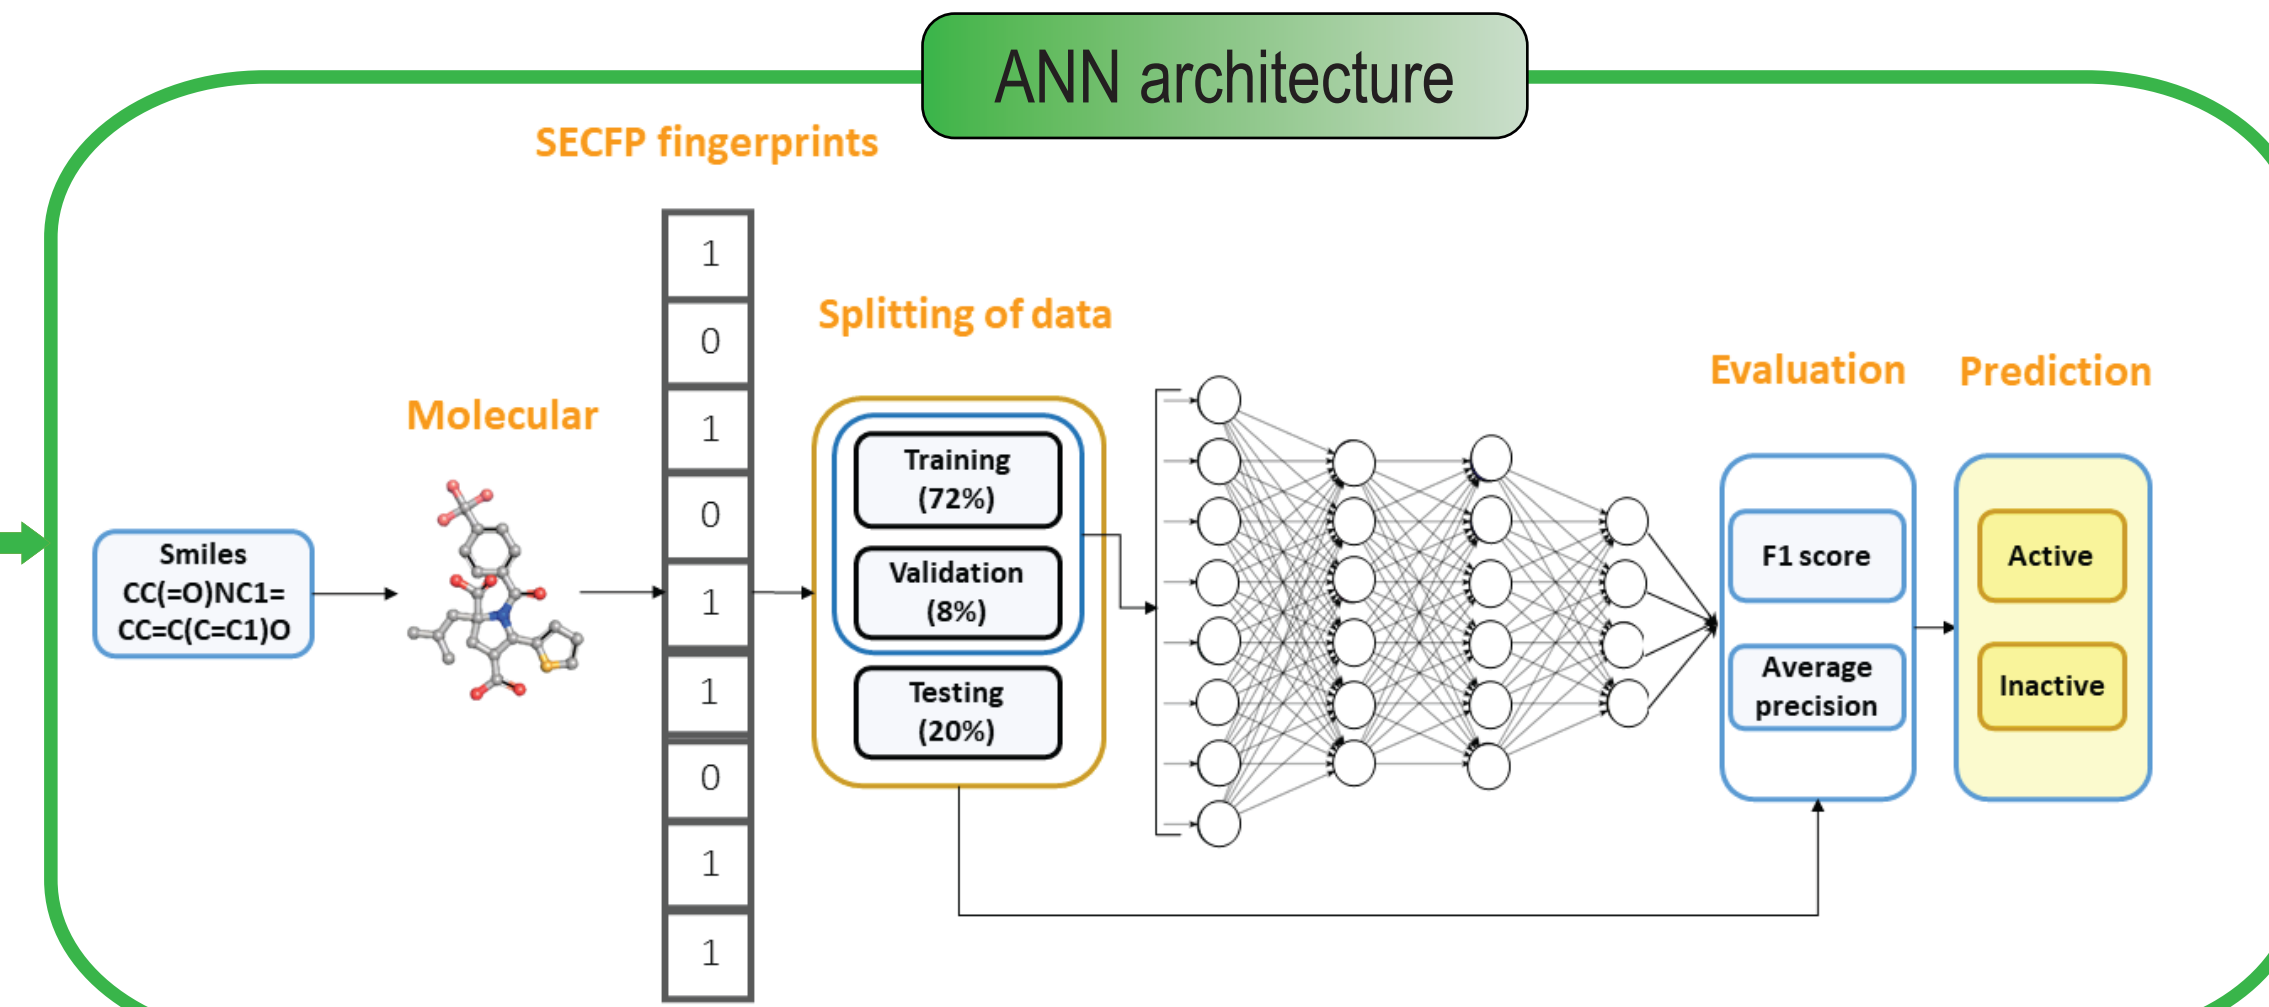 ANN architecture
SECFP fingerprints
1
0
1
0
1
1
0
1
1
Smiles
CC(=O)NC1=
CC=C(C=C1)O
Molecular
Splitting of data
Training
(72%)
Validation
(8%)
Testing
(20%)
Evaluation
F1 score
Average
precision
Prediction
Active
Inactive